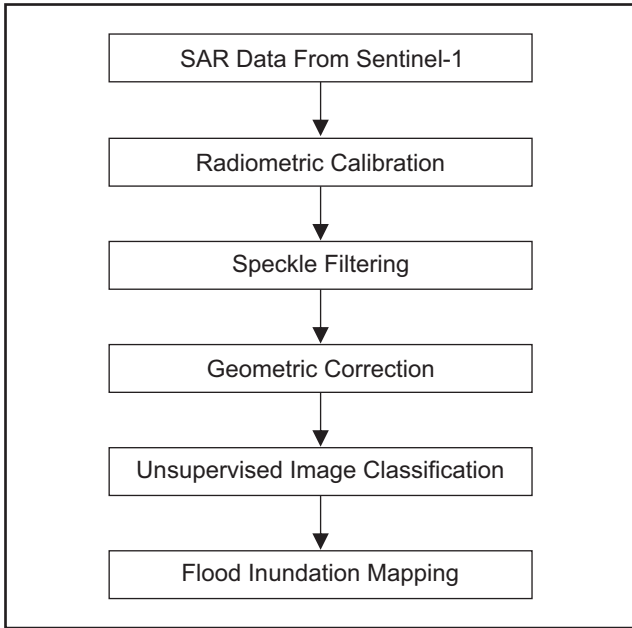 SAR Data From Sentinel-1
Radiometric Calibration
Speckle Filtering
Geometric Correction
Unsupervised Image Classification
Flood Inundation Mapping